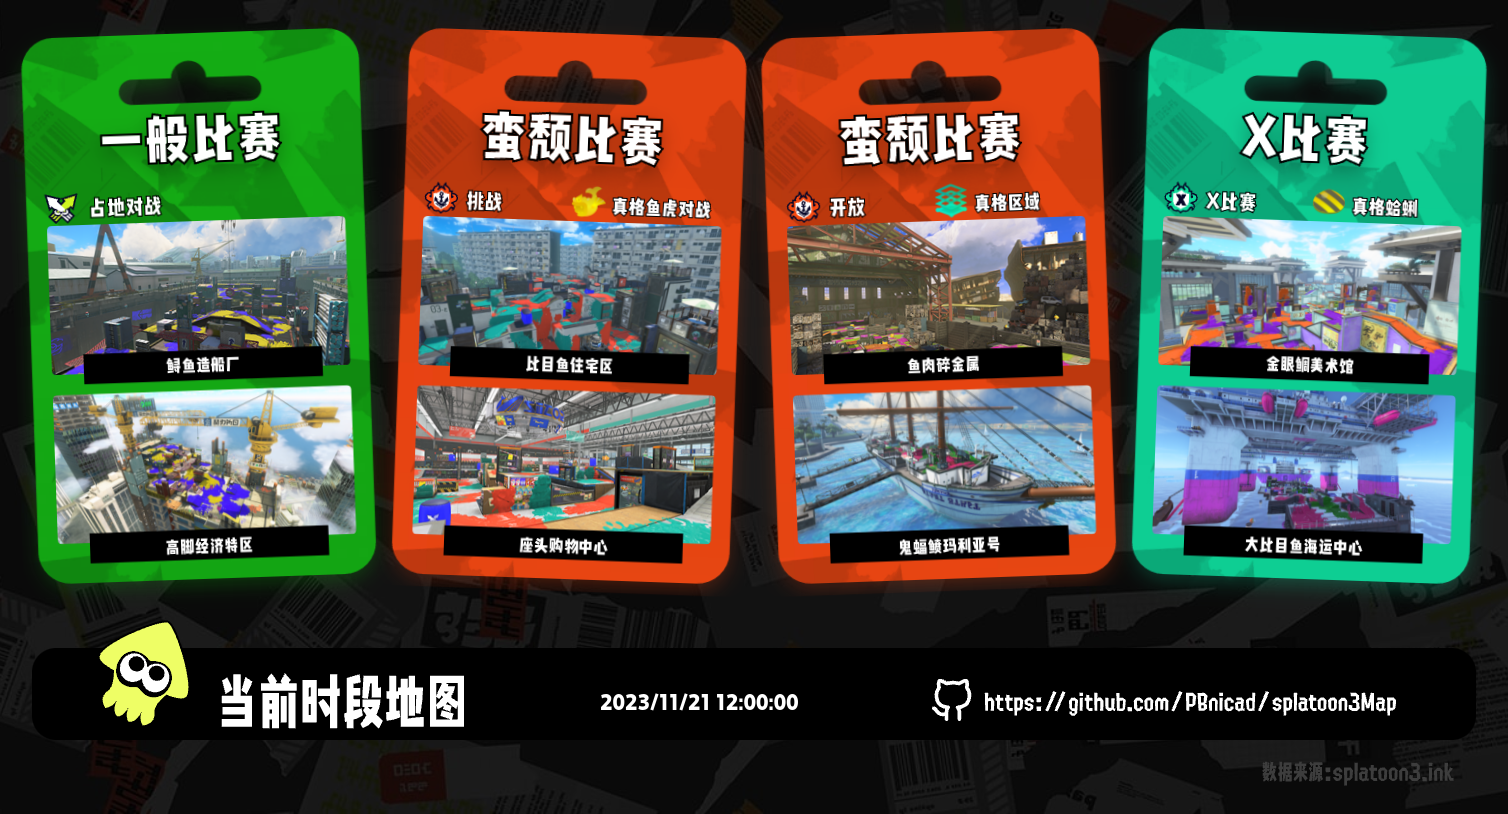 一般比赛
占地对战
鲟鱼造船厂
高脚经济特区
蛮颓比赛
挑战
真格鱼虎对战
比目鱼住宅区
座头购物中心
蛮颓比赛
开放
真格区域
鱼肉碎金属
鬼蝠鲼玛利亚号
X比赛
X比赛
真格蛤蜊
金眼鲷美术馆
大比目鱼海运中心
当前时段地图
2023/11/21 12:00:00
https://github.com/PBnicad/splatoon3Map
数据来源:splatoon3.ink